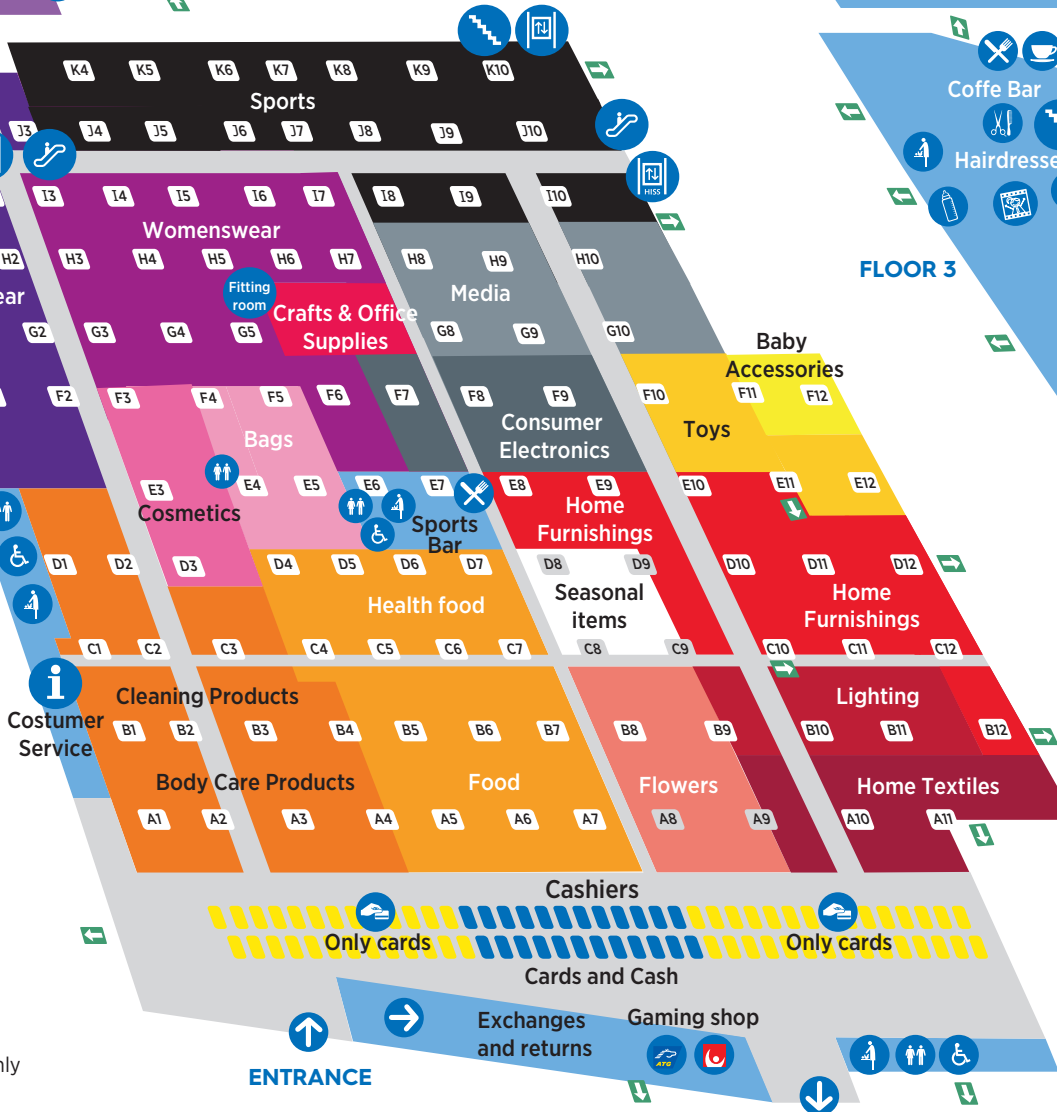 K4 K5 K6 K7 K8 K9 K10
Sports
J3 J4 J5 J6 J7 J8 J9 J10
HISS
I3 I4 I5 I6 I7 I8 I9 I10
Womenswear
H2 H3 H4 H5 H6 H7 H8 H9 H10
Fitting
room
Media
Crafts & Office
Supplies
G2 G3 G4 G5 G8 G9 G10
Baby
Accessories
F2 F3 F4 F5 F6 F7 F8 F9 F10 F11 F12
Bags
Consumer
Electronics
Toys
E3 E4 E5 E6 E7 E8 E9 E10 E11 E12
Cosmetics
Sports
Bar
Home
Furnishings
D1 D2 D3 D4 D5 D6 D7 D8 D9 D10 D11 D12
Health food
Seasonal
items
Home
Furnishings
C1 C2 C3 C4 C5 C6 C7 C8 C9 C10 C11 C12
Costumer
Service
Cleaning Products
Lighting
B1 B2 B3 B4 B5 B6 B7 B8 B9 B10 B11 B12
Body Care Products
Food
Flowers
Home Textiles
A1 A2 A3 A4 A5 A6 A7 A8 A9 A10 A11
Cashiers
Only cards
Only cards
Cards and Cash
Exchanges
and returns
Gaming shop
ATG
ENTRANCE
Coffe Bar
Hairdresse
FLOOR 3